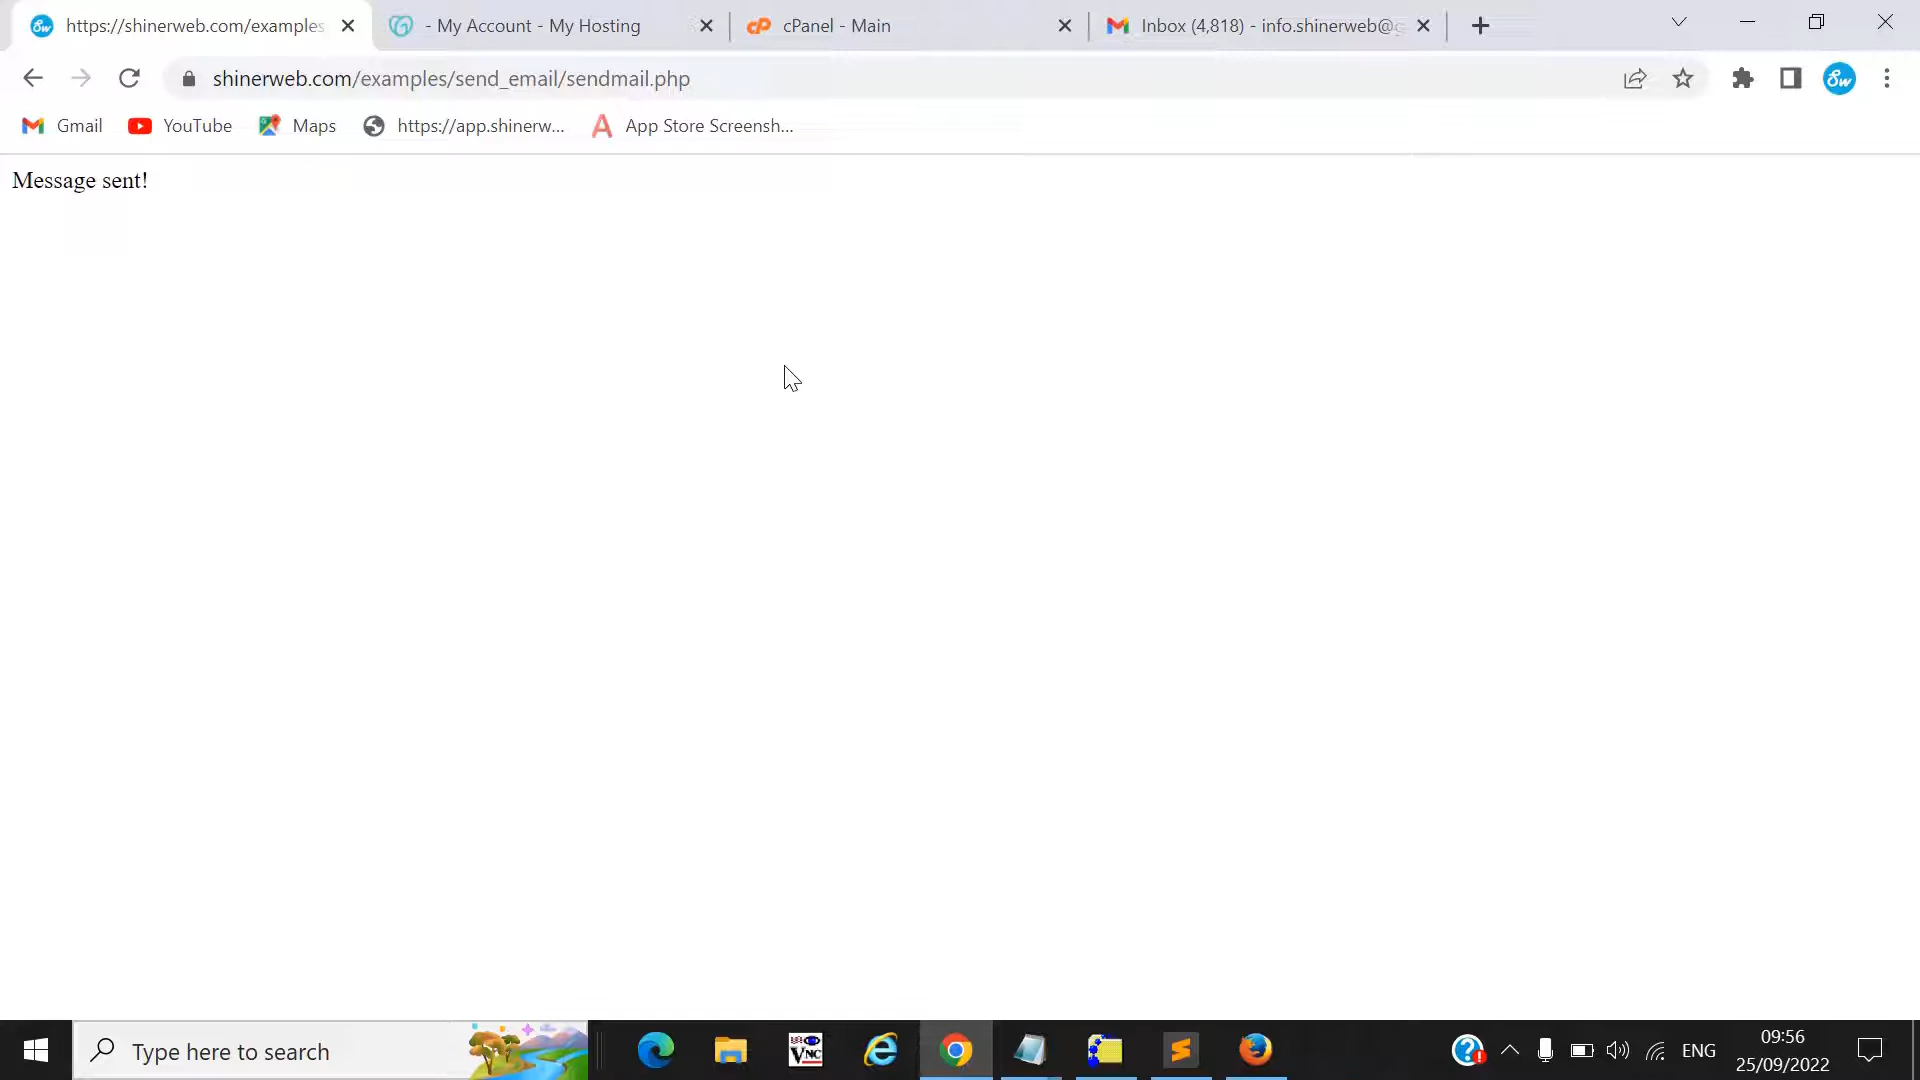 https://shinerweb.com/examples
- My Account - My Hosting
cPanel - Main
Inbox (4,818) - info.shinerweb@
shinerweb.com/examples/send_email/sendmail.php
Sw
Gmail
YouTube
Maps
https://app.shinerw...
App Store Screensh...
Message sent!
Type here to search
VNC
ENG
09:56
25/09/2022